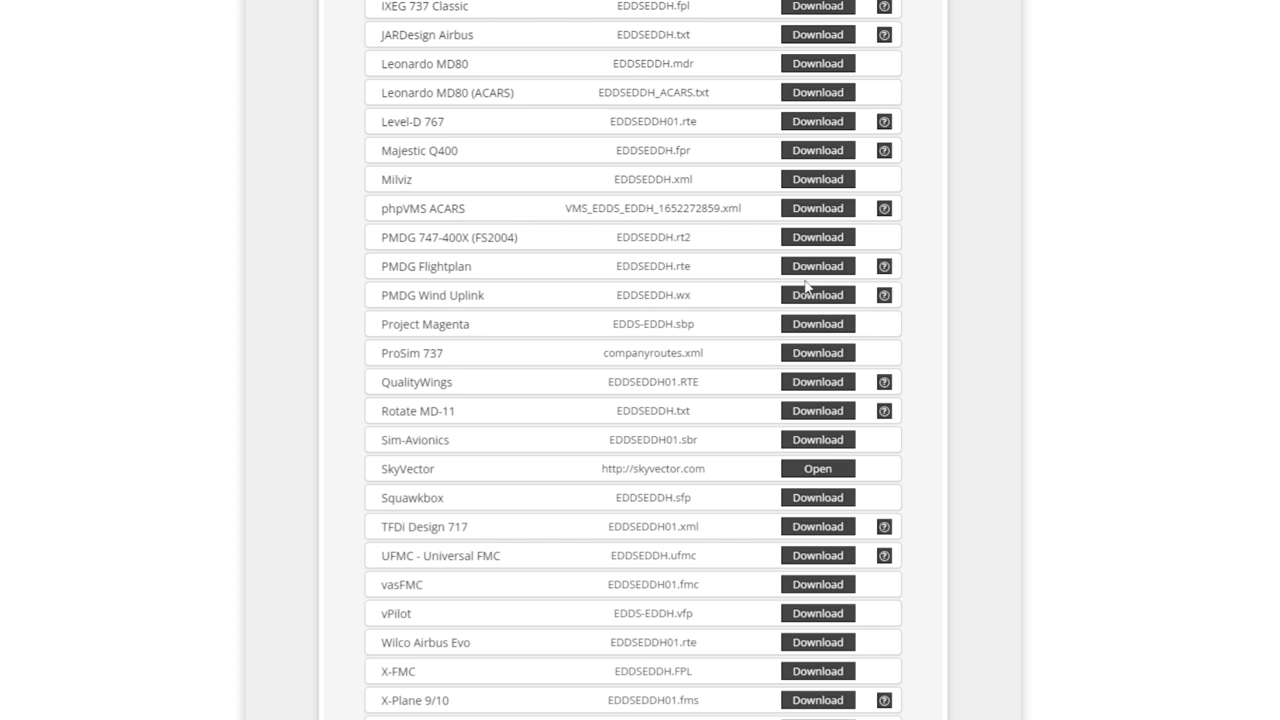 IXEG 737 Classic EDDSEDDH.fpl Download ?
JARDesign Airbus EDDSEDDH.txt Download ?
Leonardo MD80 EDDSEDDH.mdr Download
Leonardo MD80 (ACARS) EDDSEDDH_ACARS.txt Download
Level-D 767 EDDSEDDH01.rte Download ?
Majestic Q400 EDDSEDDH.fpr Download ?
Milviz EDDSEDDH.xml Download
phpVMS ACARS VMS_EDDS_EDDH_1652272859.xml Download ?
PMDG 747-400X (FS2004) EDDSEDDH.rt2 Download
PMDG Flightplan EDDSEDDH.rte Download ?
PMDG Wind Uplink EDDSEDDH.wx Download ?
Project Magenta EDDS-EDDH.sbp Download
ProSim 737 companyroutes.xml Download
QualityWings EDDSEDDH01.RTE Download ?
Rotate MD-11 EDDSEDDH.txt Download ?
Sim-Avionics EDDSEDDH01.sbr Download
SkyVector http://skyvector.com Open
Squawkbox EDDSEDDH.sfp Download
TFDi Design 717 EDDSEDDH01.xml Download ?
UFMC - Universal FMC EDDSEDDH.ufmc Download ?
vasFMC EDDSEDDH01.fmc Download
vPilot EDDS-EDDH.vfp Download
Wilco Airbus Evo EDDSEDDH01.rte Download
X-FMC EDDSEDDH.FPL Download
X-Plane 9/10 EDDSEDDH01.fms Download ?